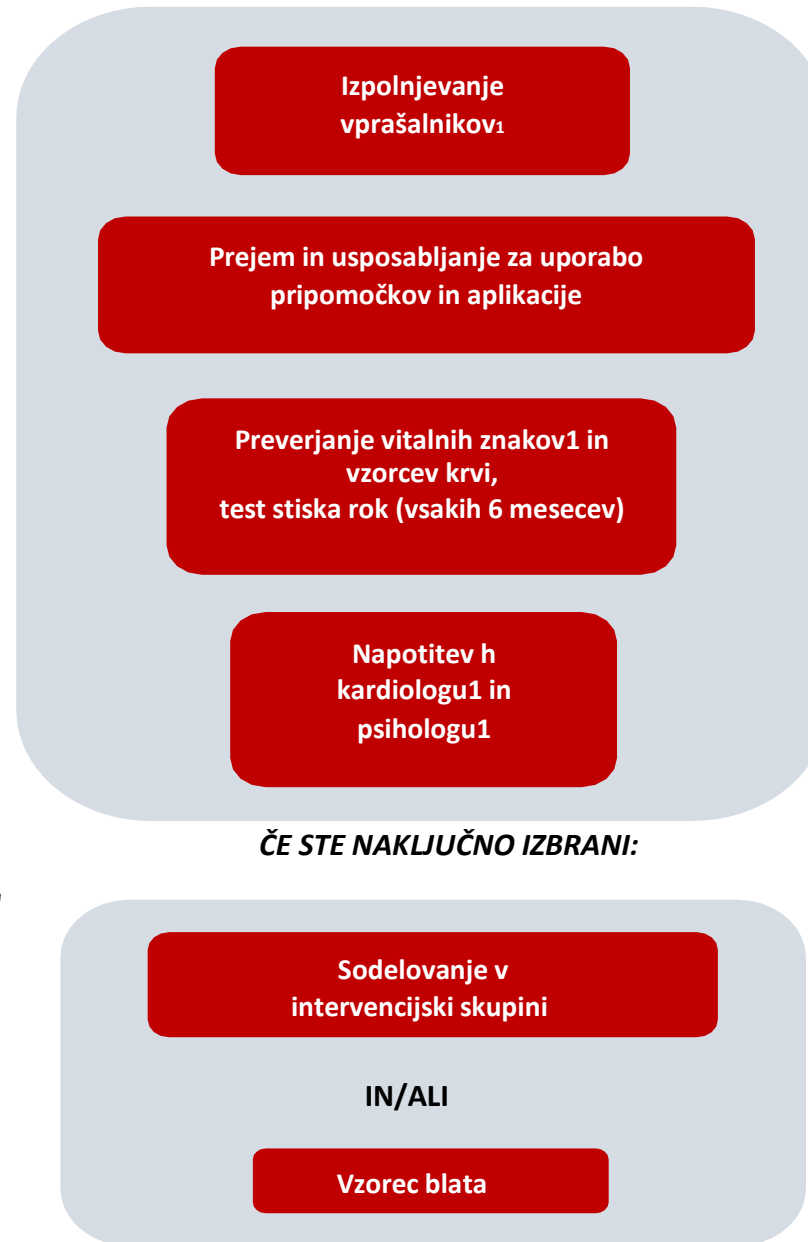 Izpolnjevanje
vprašalnikov1
Prejem in usposabljanje za uporabo
pripomočkov in aplikacije
Preverjanje vitalnih znakov1 in
vzorcev krvi,
test stiska rok (vsakih 6 mesecev)
Napotitev h
kardiologu1 in
psihologu1
ČE STE NAKLJUČNO IZBRANI:
Sodelovanje v
intervencijski skupini
IN/ALI
Vzorec blata